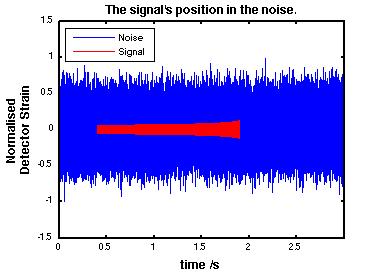 The signal's position in the noise.
Noise
Signal
Normalised
Detector Strain
1.5
1
0.5
0
-0.5
-1
-1.5
0
0.5
1
1.5
2
2.5
time /s